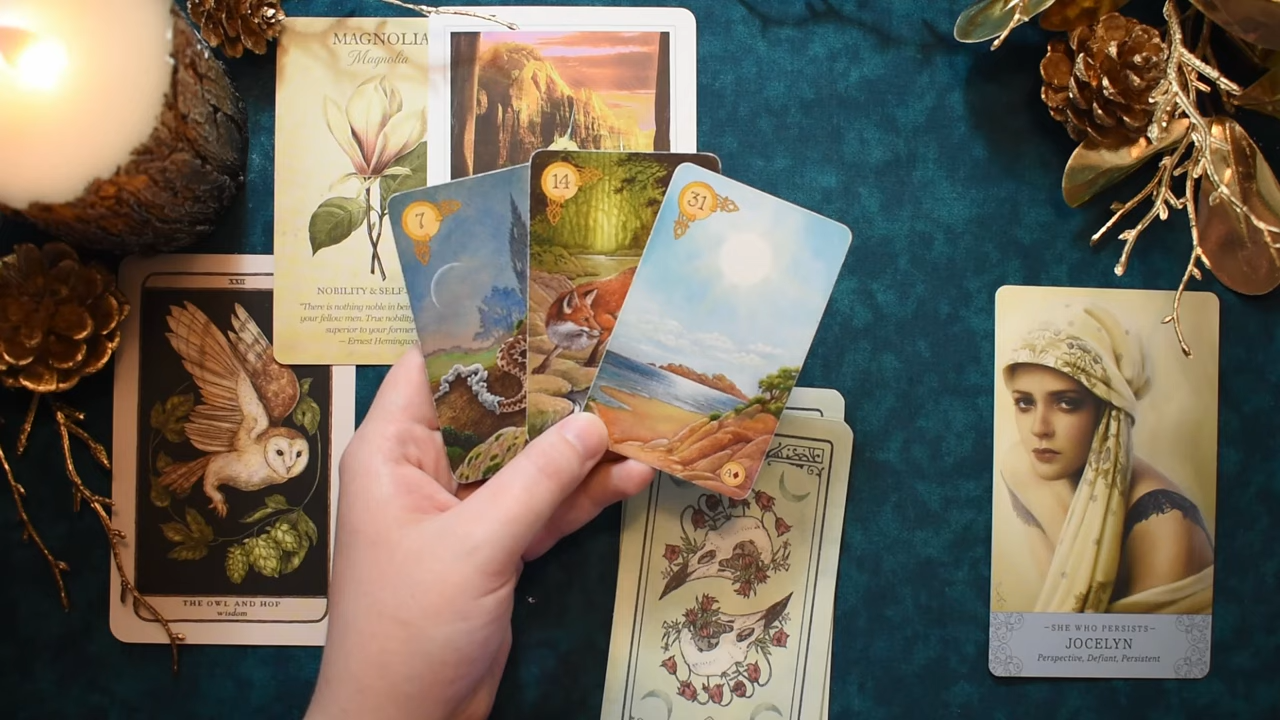 MAGNOLIA
Magnolia
NOBILITY & SELF-
"There is nothing noble in bein
your fellow men. True nobility
superior to your former
— Ernest Hemingw
7
14
31
A
XXII
THE OWL AND HOP
wisdom
~SHE WHO PERSISTS~
JOCELYN
Perspective, Defiant, Persistent